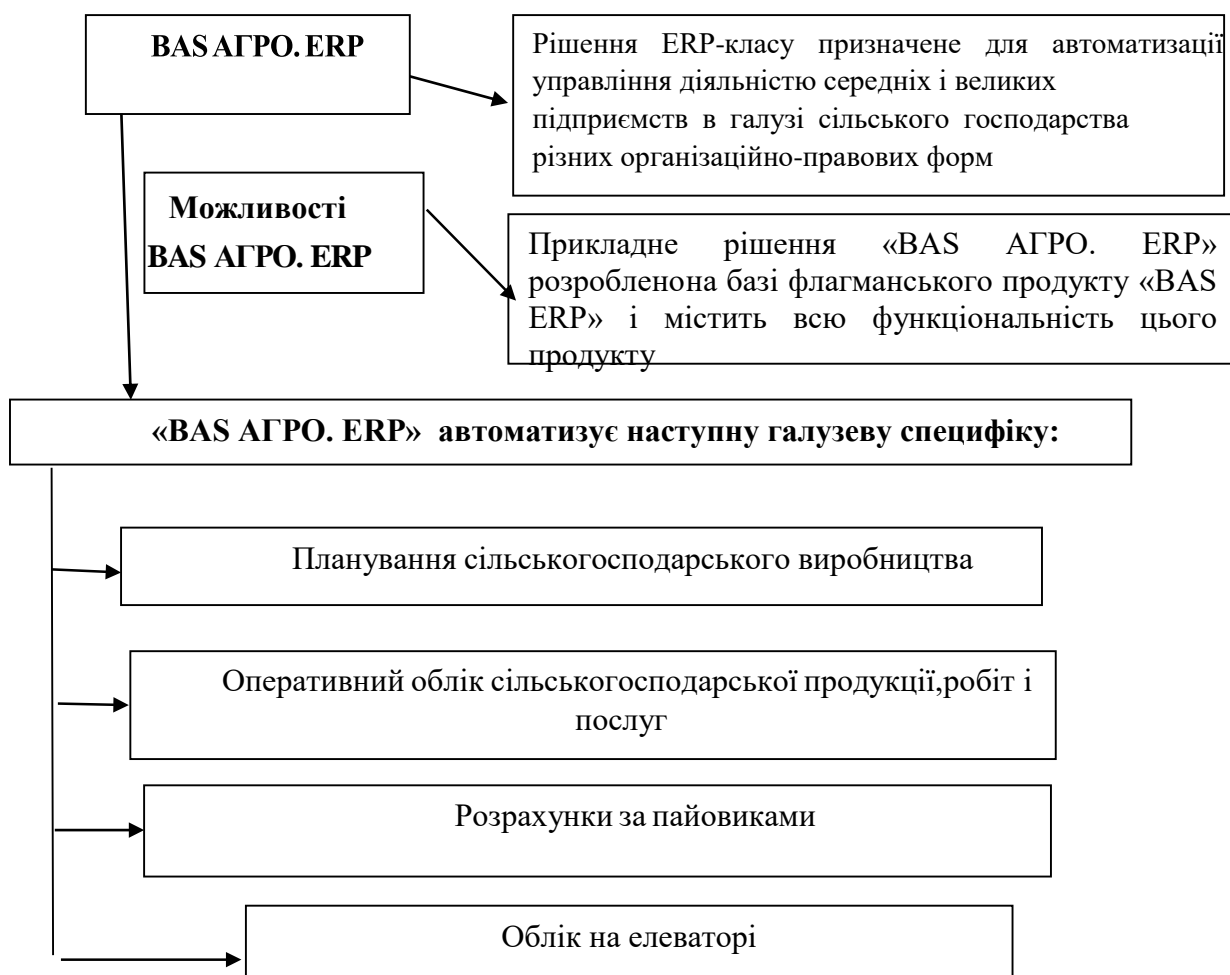 BAS АГРО. ERP
Рішення ERP-класу призначене для автоматизації
управління діяльністю середніх і великих
підприємств в галузі сільського господарства
різних організаційно-правових форм
Можливості
BAS АГРО. ERP
Прикладне рішення «BAS АГРО. ERP»
розробленона базі флагманського продукту «BAS
ERP» і містить всю функціональність цього
продукту
«BAS АГРО. ERP» автоматизує наступну галузеву специфіку:
Планування сільськогосподарського виробництва
Оперативний облік сільськогосподарської продукції,робіт і
послуг
Розрахунки за пайовиками
Облік на елеваторі